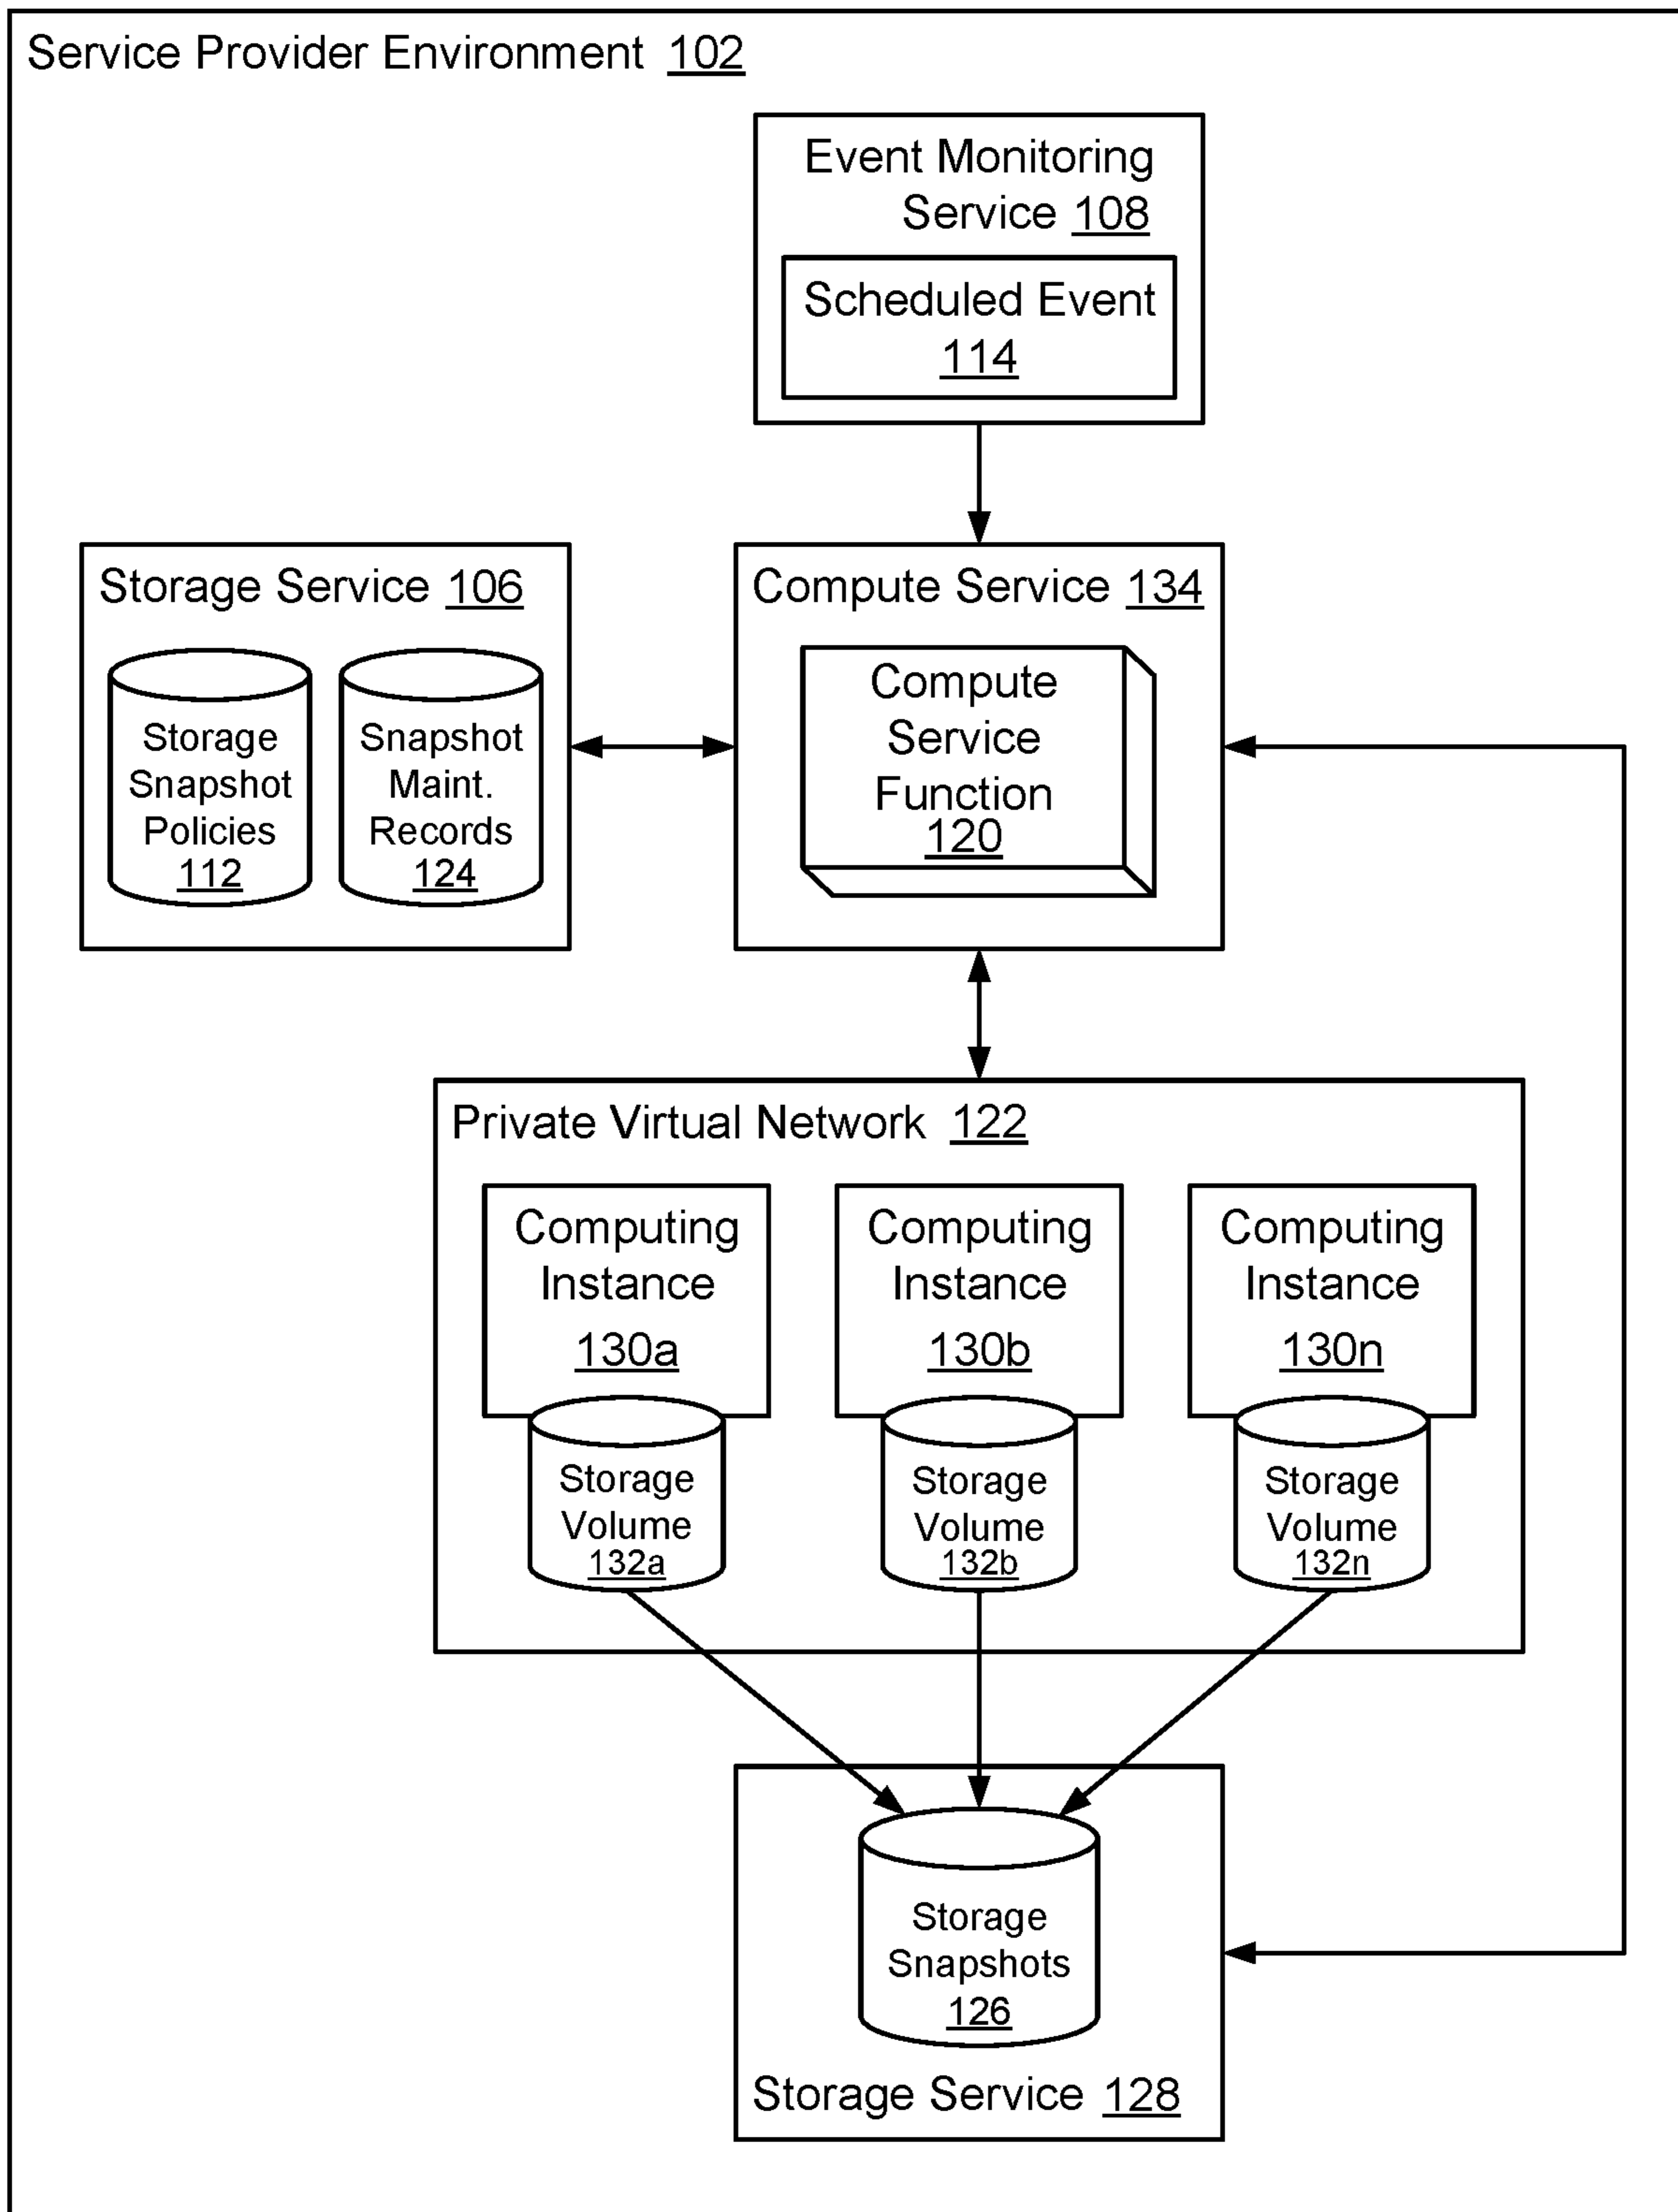 Service Provider Environment 102
Event Monitoring
Service 108
Scheduled Event
114
Storage Service 106
Storage
Snapshot
Policies
112
Snapshot
Maint.
Records
124
Compute Service 134
Compute
Service
Function
120
Private Virtual Network 122
Computing
Instance
130a
Storage
Volume
132a
Computing
Instance
130b
Storage
Volume
132b
Computing
Instance
130n
Storage
Volume
132n
Storage
Snapshots
126
Storage Service 128